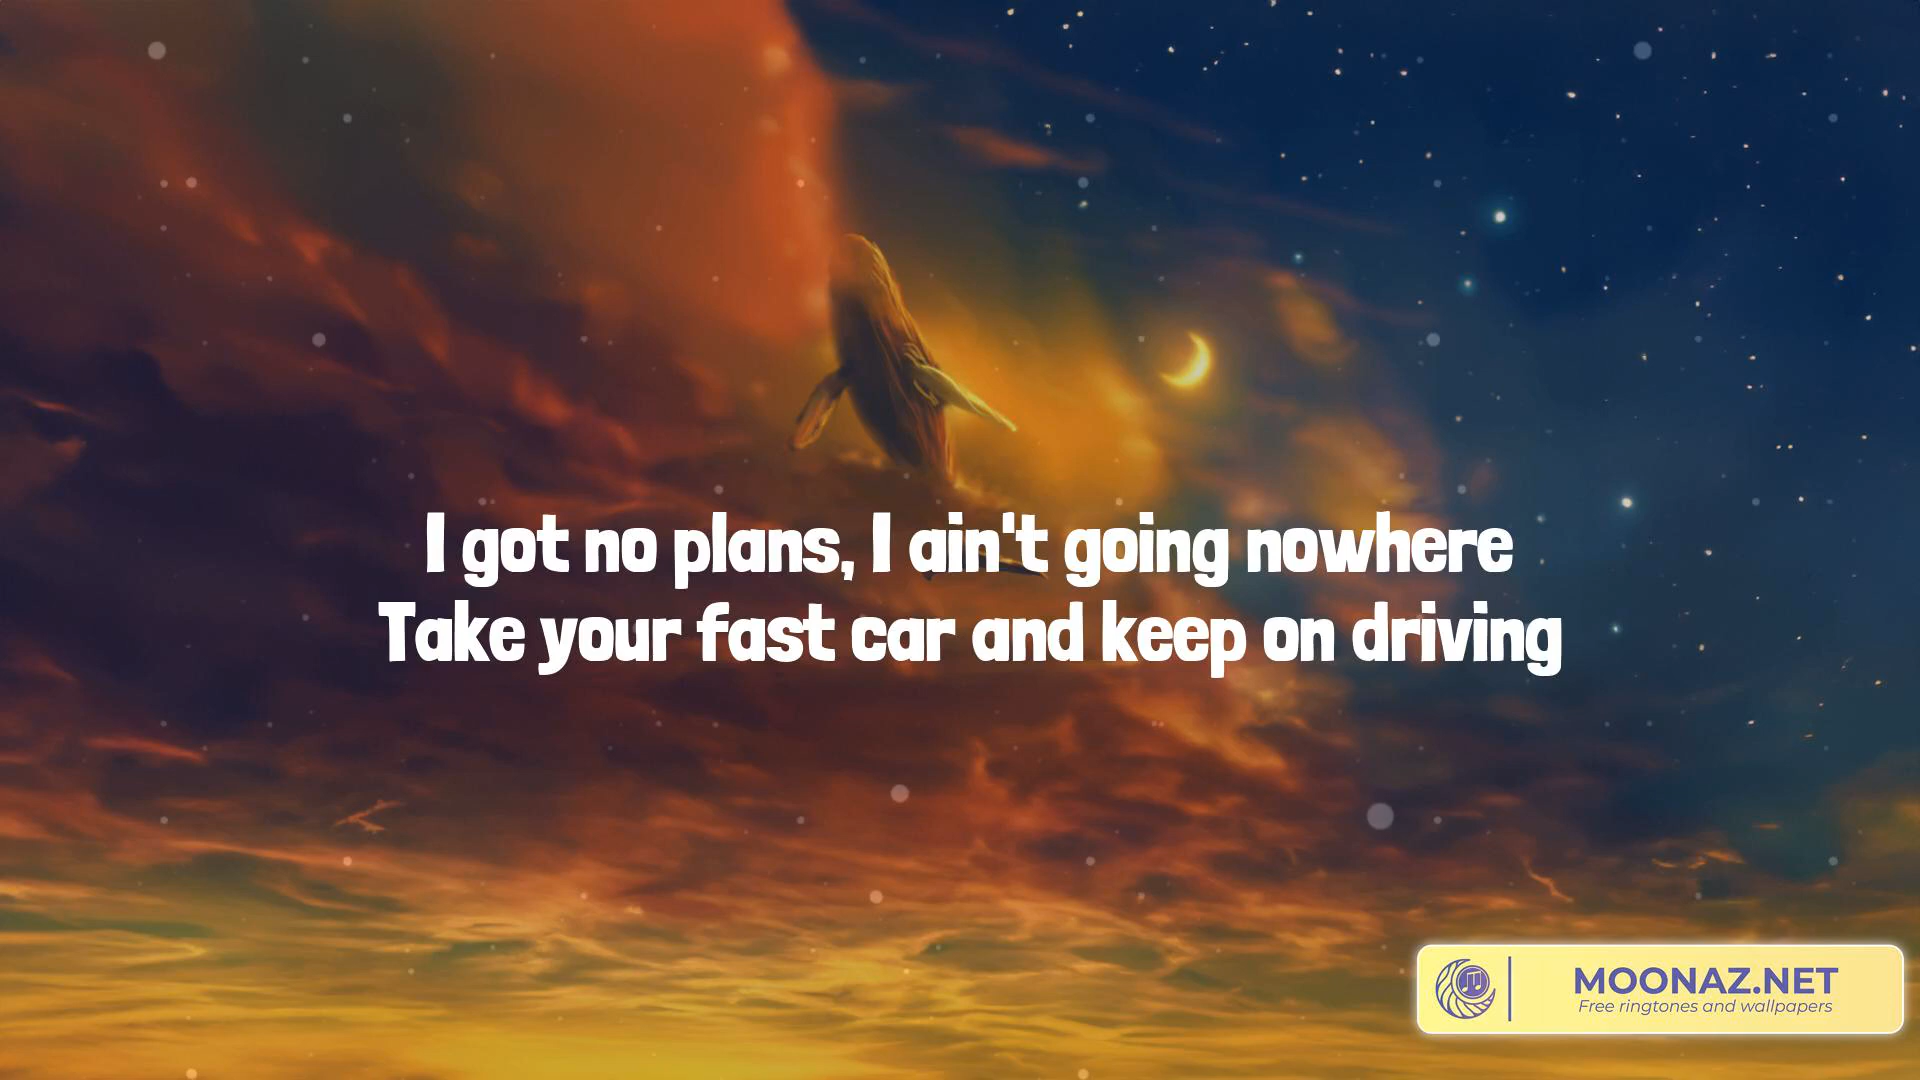 I got no plans, I ain't going nowhere
Take your fast car and keep on driving
MOONAZ.NET
Free ringtones and wallpapers